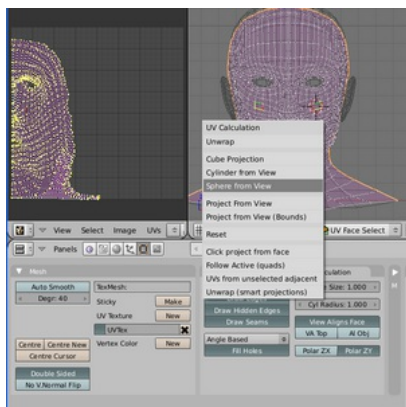 UV Calculation
Unwrap
Cube Projection
Cylinder from View
Sphere from View
Project From View
Project from View (Bounds)
Reset
Click project from face
Follow Active (quads)
UVs from unselected adjacent
Unwrap (smart projections)
View Select Image UVs
UV Face Select
Panels
Mesh
Auto Smooth
Degr: 40
TexMesh:
Sticky Make
UV Texture New
UVTex
Vertex Color New
Centre Centre New
Centre Cursor
Double Sided
No V.Normal Flip
culation
Size: 1.000
Draw Hidden Edges
Cyl Radius: 1.000
Draw Seams
View Aligns Face
Angle Based
VA Top Al Obj
Fill Holes
Polar ZX Polar ZY
M